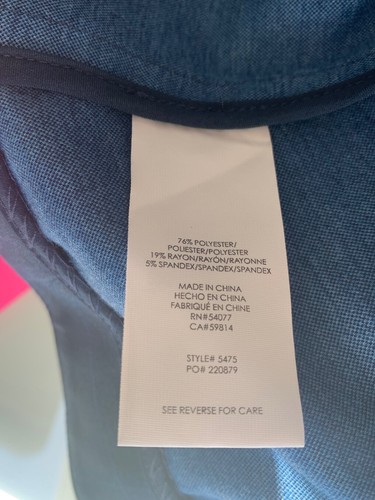 76% POLYESTER/
POLIESTER/POLYESTER
19% RAYON/RAYON/RAYONNE
5% SPANDEX/SPANDEX/SPANDEX
MADE IN CHINA
HECHO EN CHINA
FABRIQUÉ EN CHINE
RN#54077
CA#59814
STYLE# 5475
PO# 220879
SEE REVERSE FOR CARE